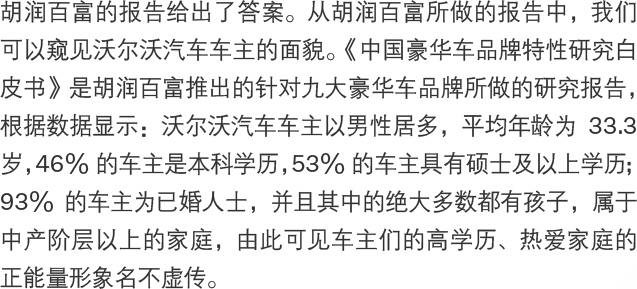 胡润百富的报告给出了答案。从胡润百富所做的报告中，我们
可以窥见沃尔沃汽车车主的面貌。《中国豪华车品牌特性研究白
皮书》是胡润百富推出的针对九大豪华车品牌所做的研究报告，
根据数据显示：沃尔沃汽车车主以男性居多，平均年龄为 33.3
岁，46% 的车主是本科学历，53% 的车主具有硕士及以上学历；
93% 的车主为已婚人士，并且其中的绝大多数都有孩子，属于
中产阶层以上的家庭，由此可见车主们的高学历、热爱家庭的
正能量形象名不虚传。